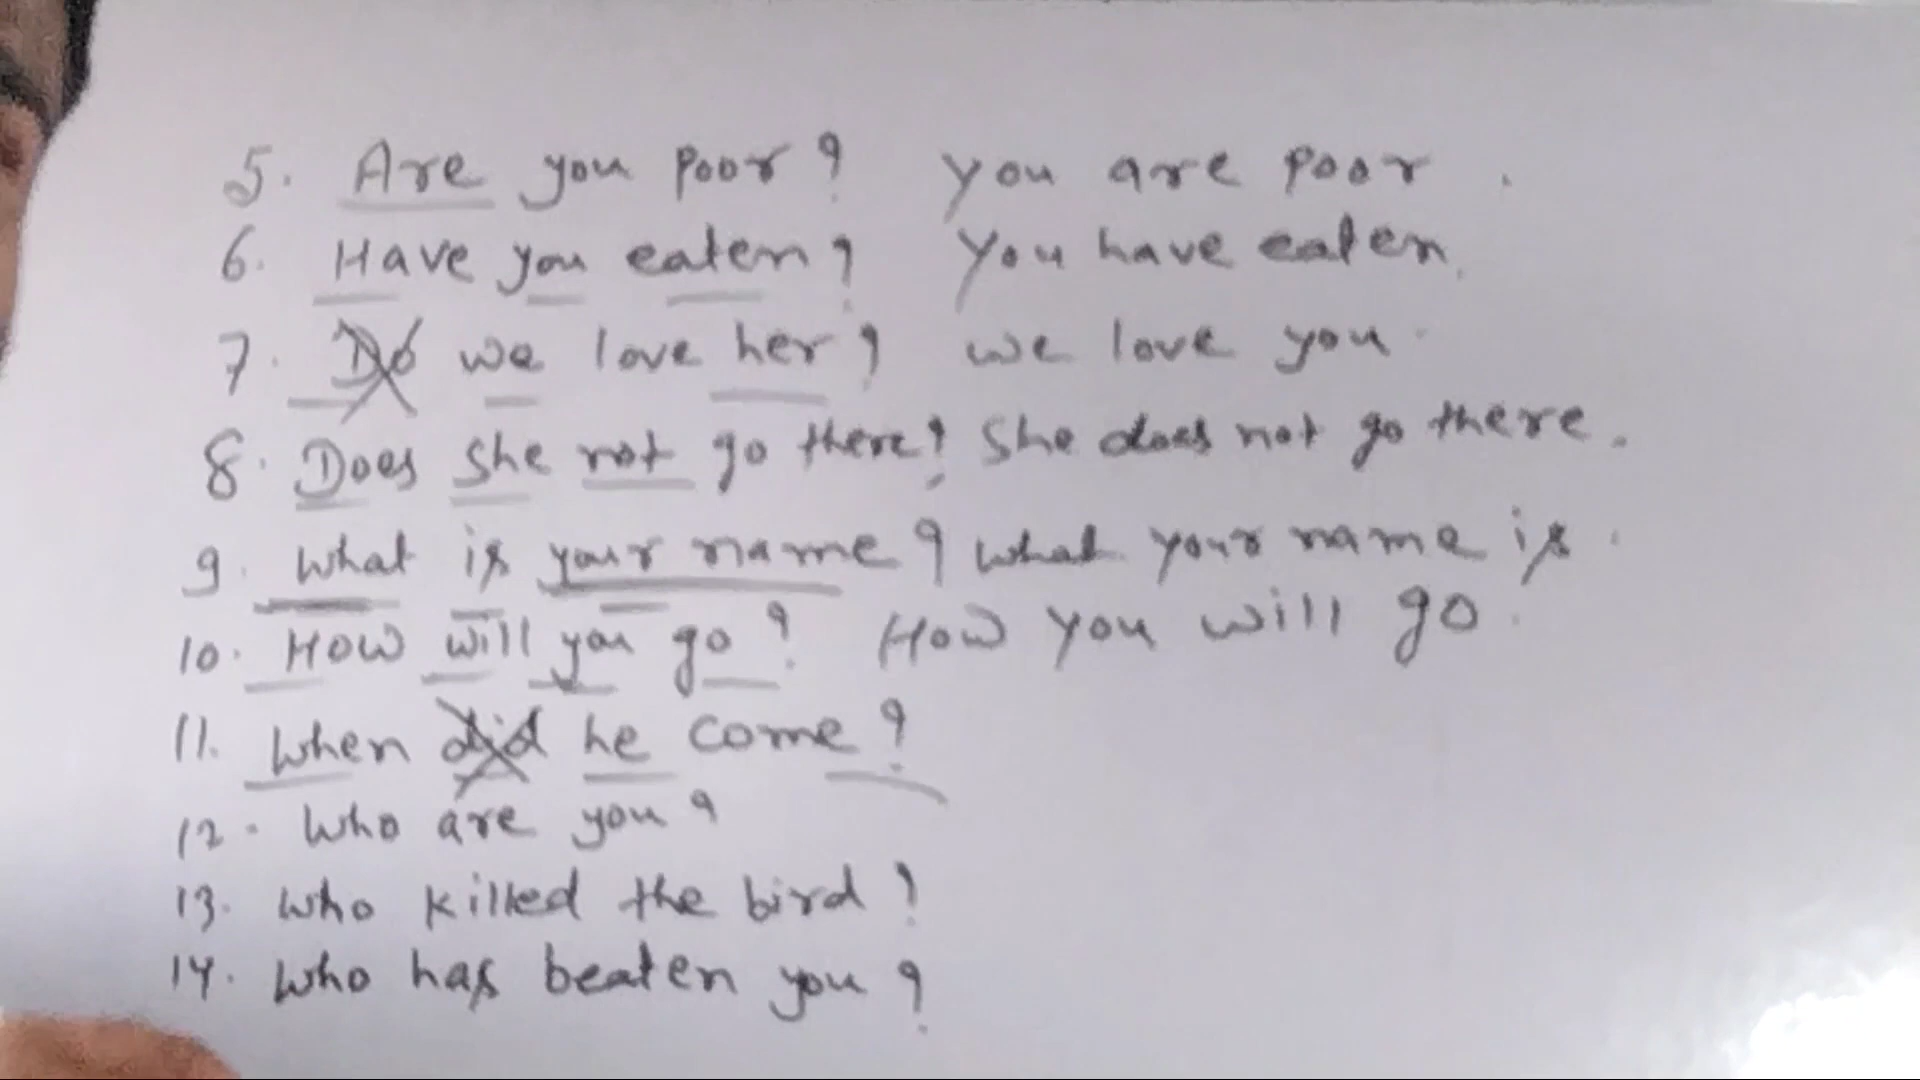 5. Are you poor? You are poor.
6. Have you eaten? You have eaten.
7. Do we love her? we love you.
8. Does she not go there? She does not go there.
9. What is your name? What your name is.
10. How will you go? How you will go.
11. When did he come?
12. Who are you?
13. Who killed the bird?
14. Who has beaten you?